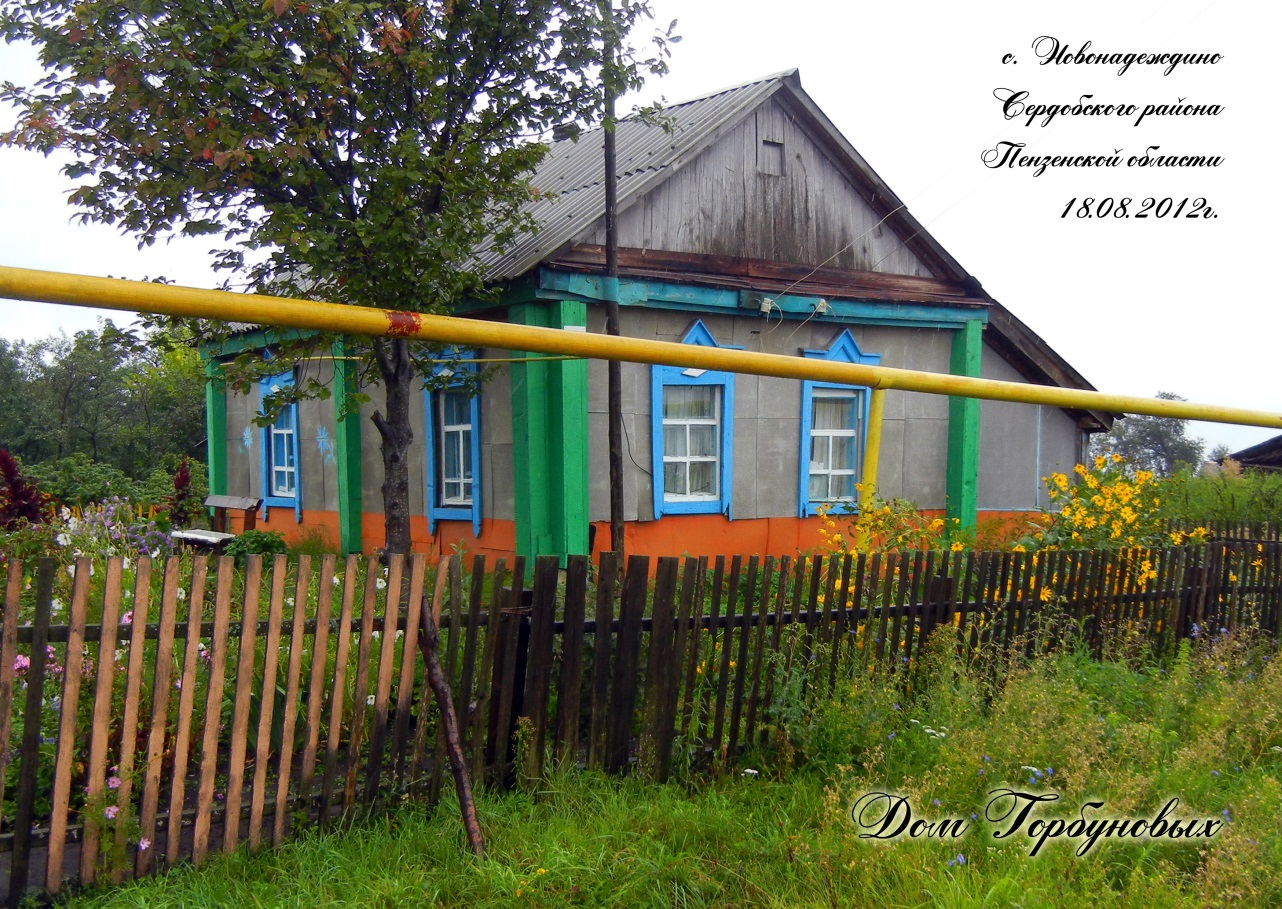 с. Новонадеждино
Сердобского района
Пензенской области
18.08.2012г.
Дом Горбуновых